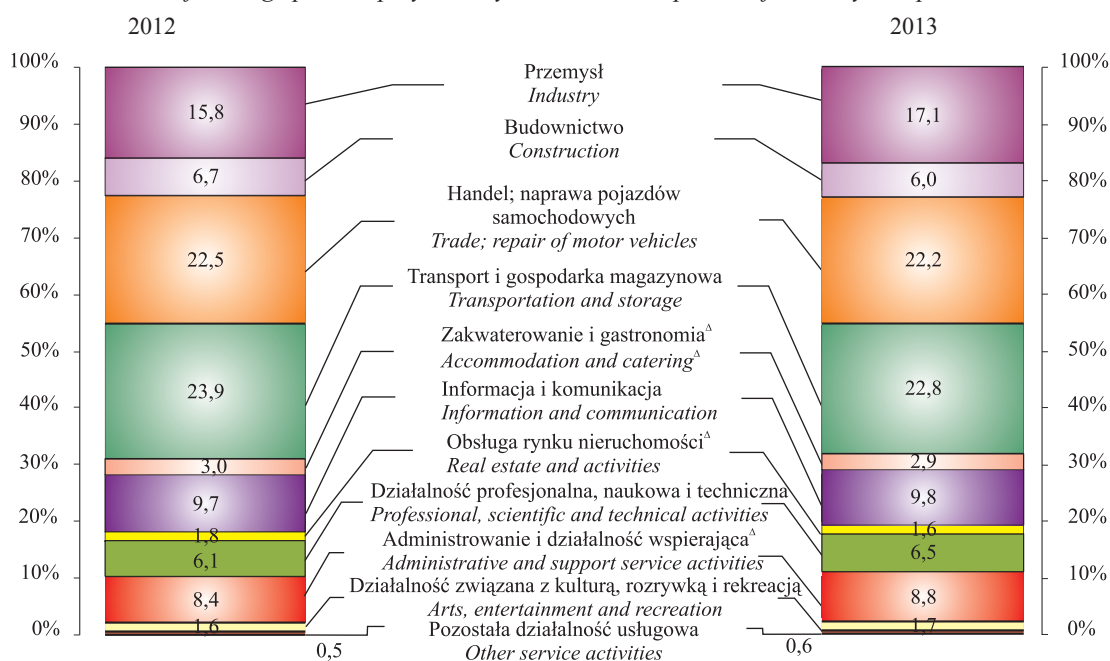 2012
2013
100%
90%
80%
70%
60%
50%
40%
30%
20%
10%
0%
15,8
6,7
22,5
23,9
3,0
9,7
1,8
6,1
8,4
1,6
0,5
Przemysł
Industry
Budownictwo
Construction
Handel; naprawa pojazdów
samochodowych
Trade; repair of motor vehicles
Transport i gospodarka magazynowa
Transportation and storage
Zakwaterowanie i gastronomia△
Accommodation and catering△
Informacja i komunikacja
Information and communication
Obsługa rynku nieruchomości△
Real estate and activities
Działalność profesjonalna, naukowa i techniczna
Professional, scientific and technical activities
Administrowanie i działalność wspierająca△
Administrative and support service activities
Działalność związana z kulturą, rozrywką i rekreacją
Arts, entertainment and recreation
Pozostała działalność usługowa
Other service activities
17,1
6,0
22,2
22,8
2,9
9,8
1,6
6,5
8,8
1,7
0,6
100%
90%
80%
70%
60%
50%
40%
30%
20%
10%
0%